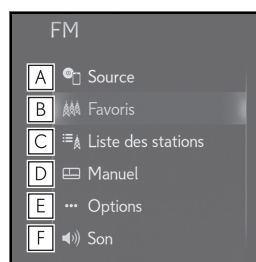 FM
A Source
B Favoris
C Liste des stations
D Manuel
E Options
F Son